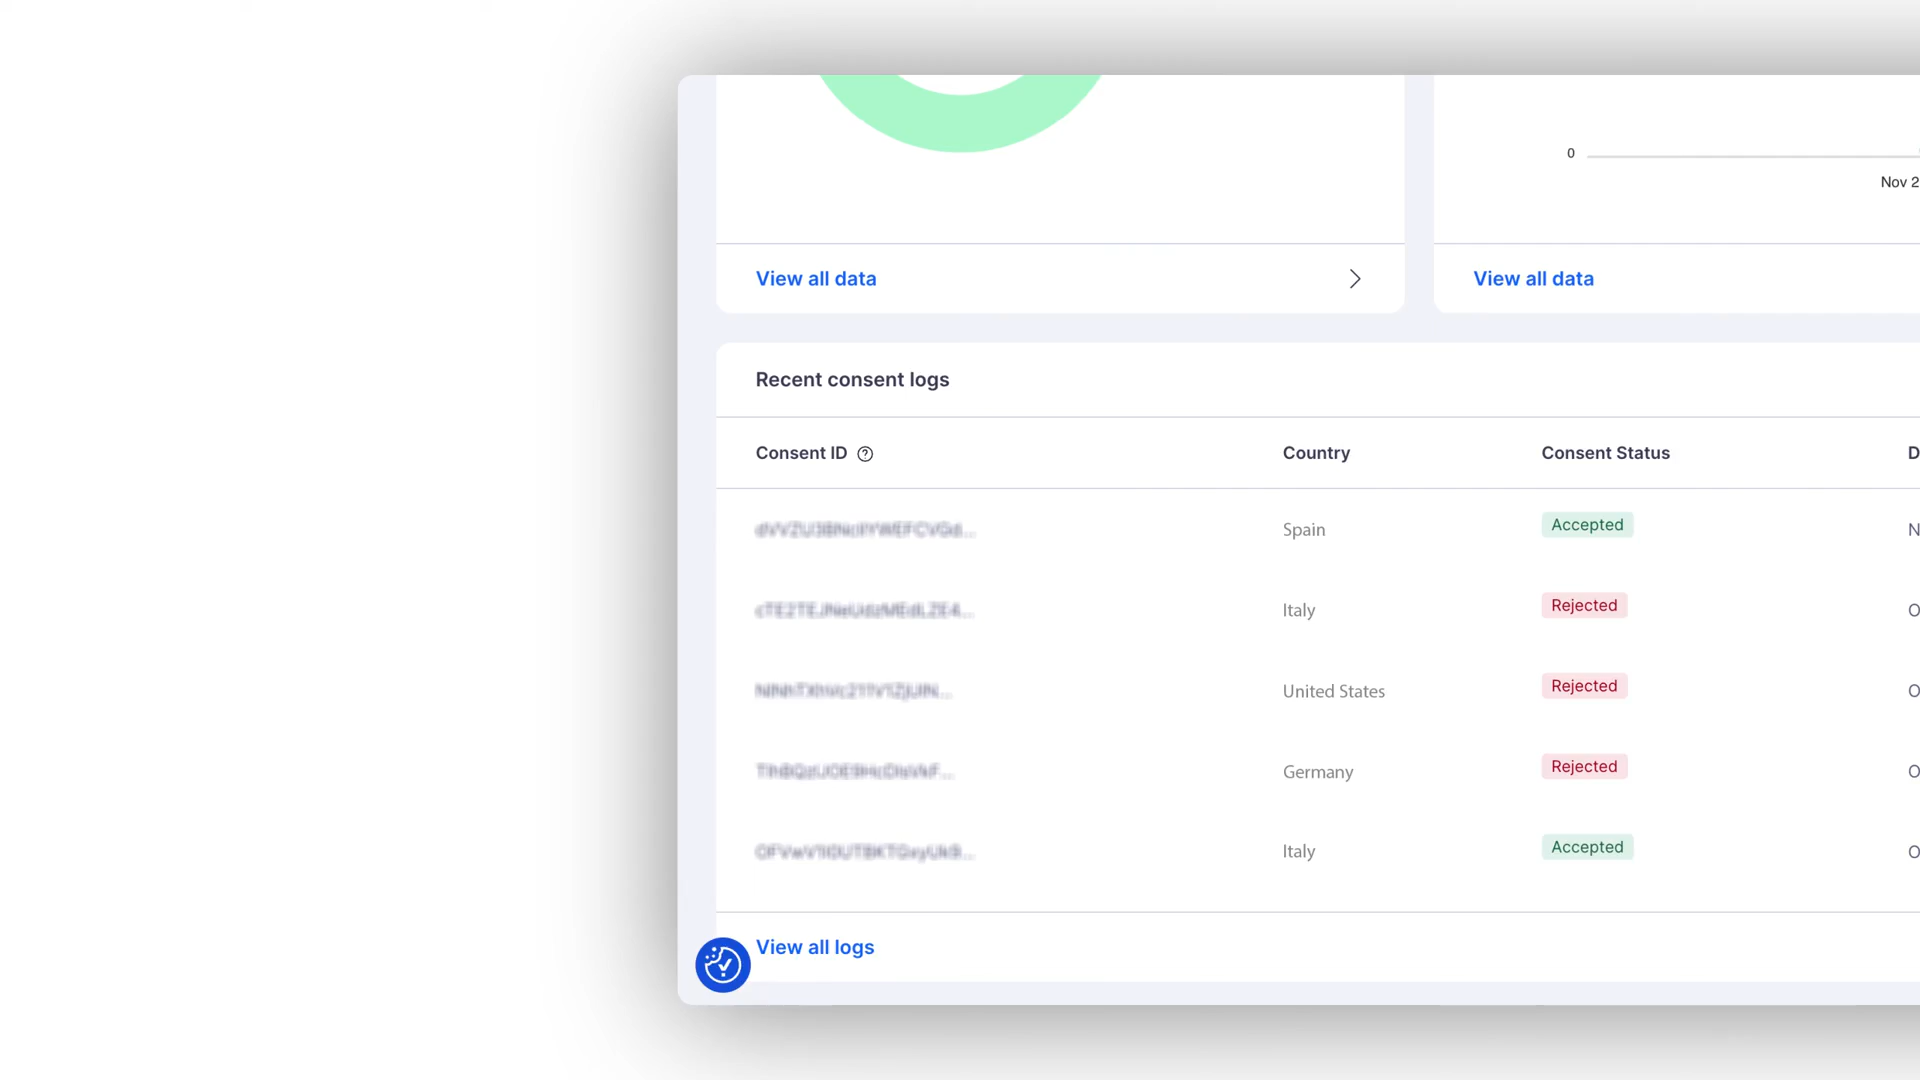 0
Nov 2
View all data
View all data
Recent consent logs
Consent ID
Country
Consent Status
D
Spain
Accepted
N
Italy
Rejected
O
United States
Rejected
O
Germany
Rejected
O
Italy
Accepted
O
View all logs